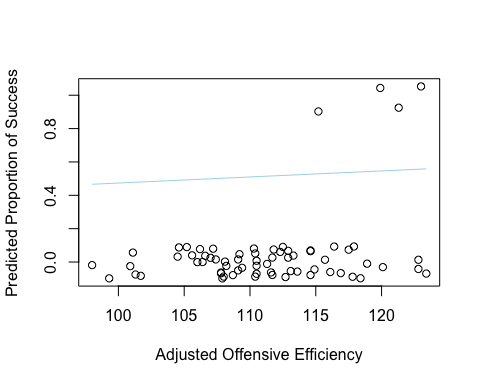 Predicted Proportion of Success
0.8
0.4
0.0
100 105 110 115 120
Adjusted Offensive Efficiency